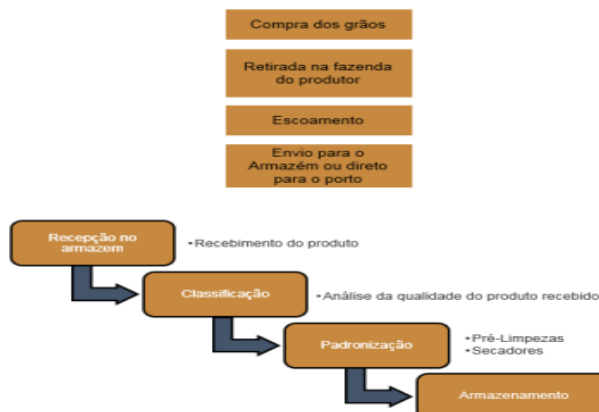 Compra dos grãos
Retirada na fazenda
do produtor
Escoamento
Envio para o
Armazém ou direto
para o porto
Recepção no
armazem
•Recebimento do produto
Classificação
•Análise da qualidade do produto recebido
Padronização
•Pré-Limpezas
•Secadores
Armazenamento